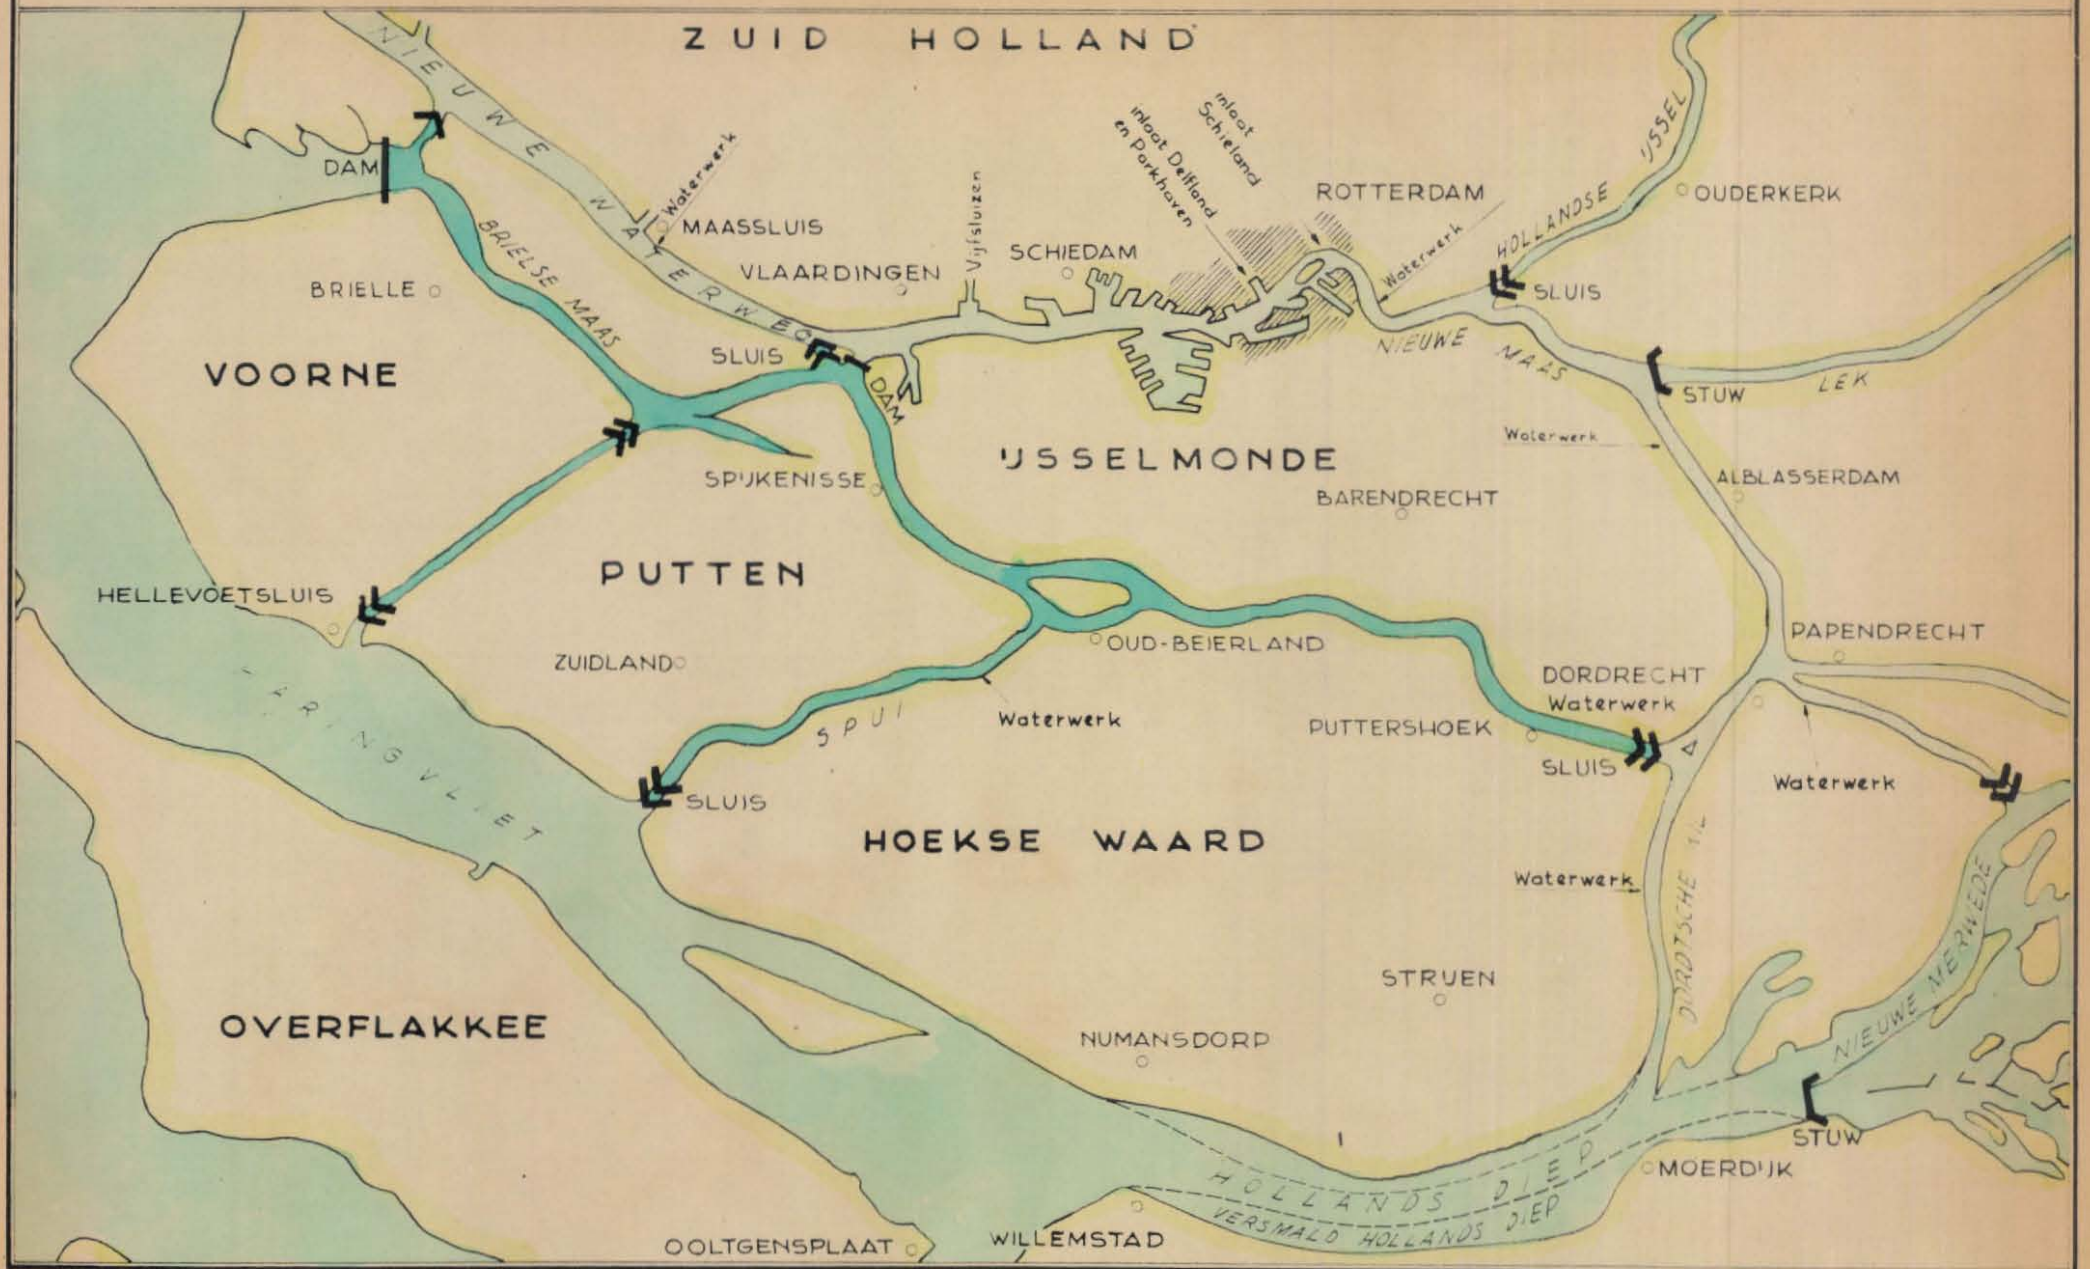 ZUID HOLLAND
NIEUWE WATERWEG
DAM
Waterwerk
MAASSLUIS
VLAARDINGEN
Vijfsluizen
SCHIEDAM
inlaat Delfland
en Parkhaven
inlaat
Schieland
ROTTERDAM
Waterwerk
HOLLANDSE IJSSEL
OUDERKERK
SLUIS
BRIELLE
BRIELSE MAAS
NIEUWE MAAS
SLUIS
DAM
VOORNE
STUW
LEK
Waterwerk
IJSSELMONDE
SPIJKENISSE
BARENDRECHT
ALBLASSERDAM
PUTTEN
HELLEVOETSLUIS
PAPENDRECHT
OUD-BEIERLAND
ZUIDLAND
DORDRECHT
Waterwerk
SPUI
Waterwerk
PUTTERSHOEK
SLUIS
Waterwerk
SLUIS
HARINGVLIET
HOEKSE WAARD
Waterwerk
DORDTSCHE KIL
NIEUWE MERWEDE
STRIJEN
OVERFLAKKEE
NUMANSDORP
STUW
MOERDIJK
HOLLANDS DIEP
VERSMALD HOLLANDS DIEP
OOLTGENSPLAAT
WILLEMSTAD